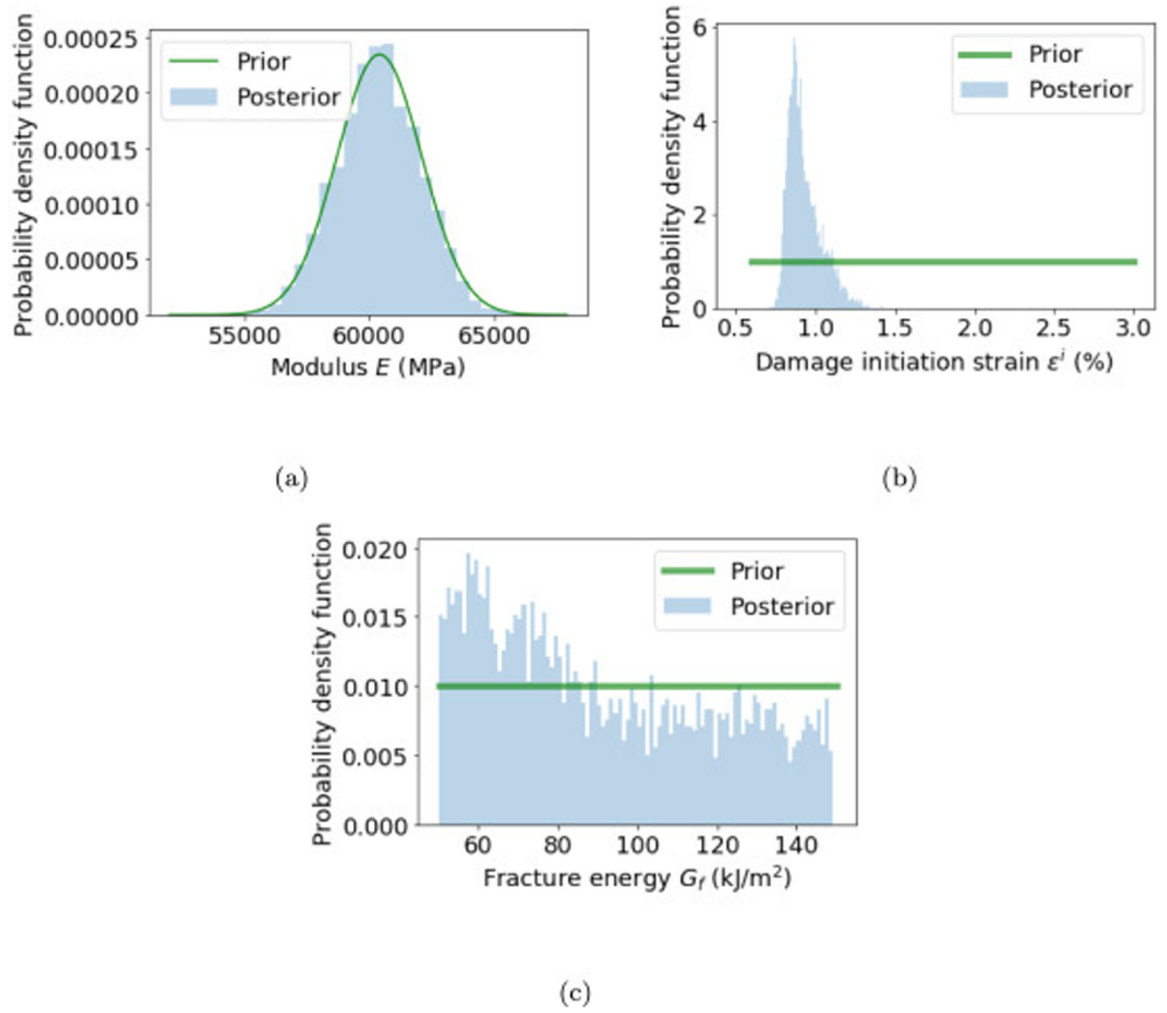 Probability density function
0.00025
0.00020
0.00015
0.00010
0.00005
0.00000
Prior
Posterior
55000 60000 65000
Modulus E (MPa)
(a)
Probability density function
6
4
2
0
Prior
Posterior
0.5 1.0 1.5 2.0 2.5 3.0
Damage initiation strain εⁱ (%)
(b)
Probability density function
0.020
0.015
0.010
0.005
0.000
Prior
Posterior
60 80 100 120 140
Fracture energy G_f (kJ/m²)
(c)